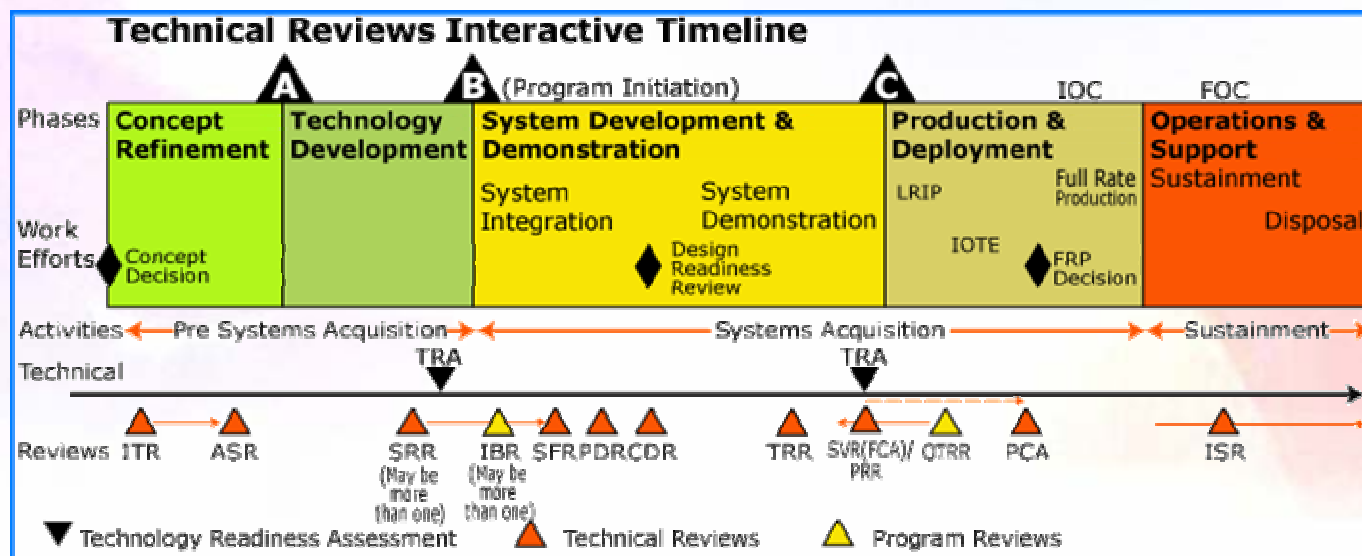 Technical Reviews Interactive Timeline
A
B
(Program Initiation)
C
IOC
FOC
Phases
Concept
Refinement
Technology
Development
System Development &
Demonstration
Production &
Deployment
Operations &
Support
System
Integration
System
Demonstration
LRIP
Full Rate
Production
Sustainment
Disposal
Work
Efforts
Concept
Decision
Design
Readiness
Review
IOTE
FRP
Decision
Activities
Pre Systems Acquisition
Systems Acquisition
Sustainment
TRA
TRA
Technical
Reviews
ITR
ASR
SRR
(May be
more
than one)
IBR
(May be
more
than one)
SFR
PDR
CDR
TRR
SVR(FCA)/
PRR
OTRR
PCA
ISR
Technology Readiness Assessment
Technical Reviews
Program Reviews